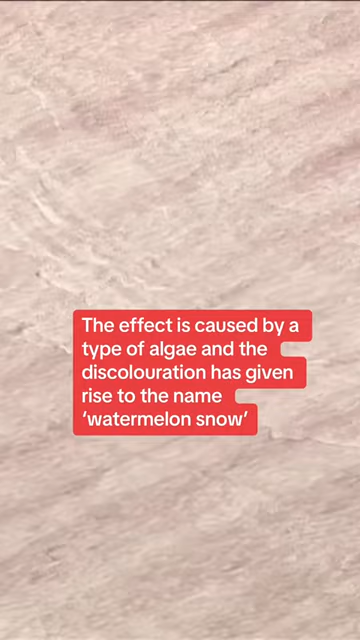 The effect is caused by a
type of algae and the
discolouration has given
rise to the name
‘watermelon snow’